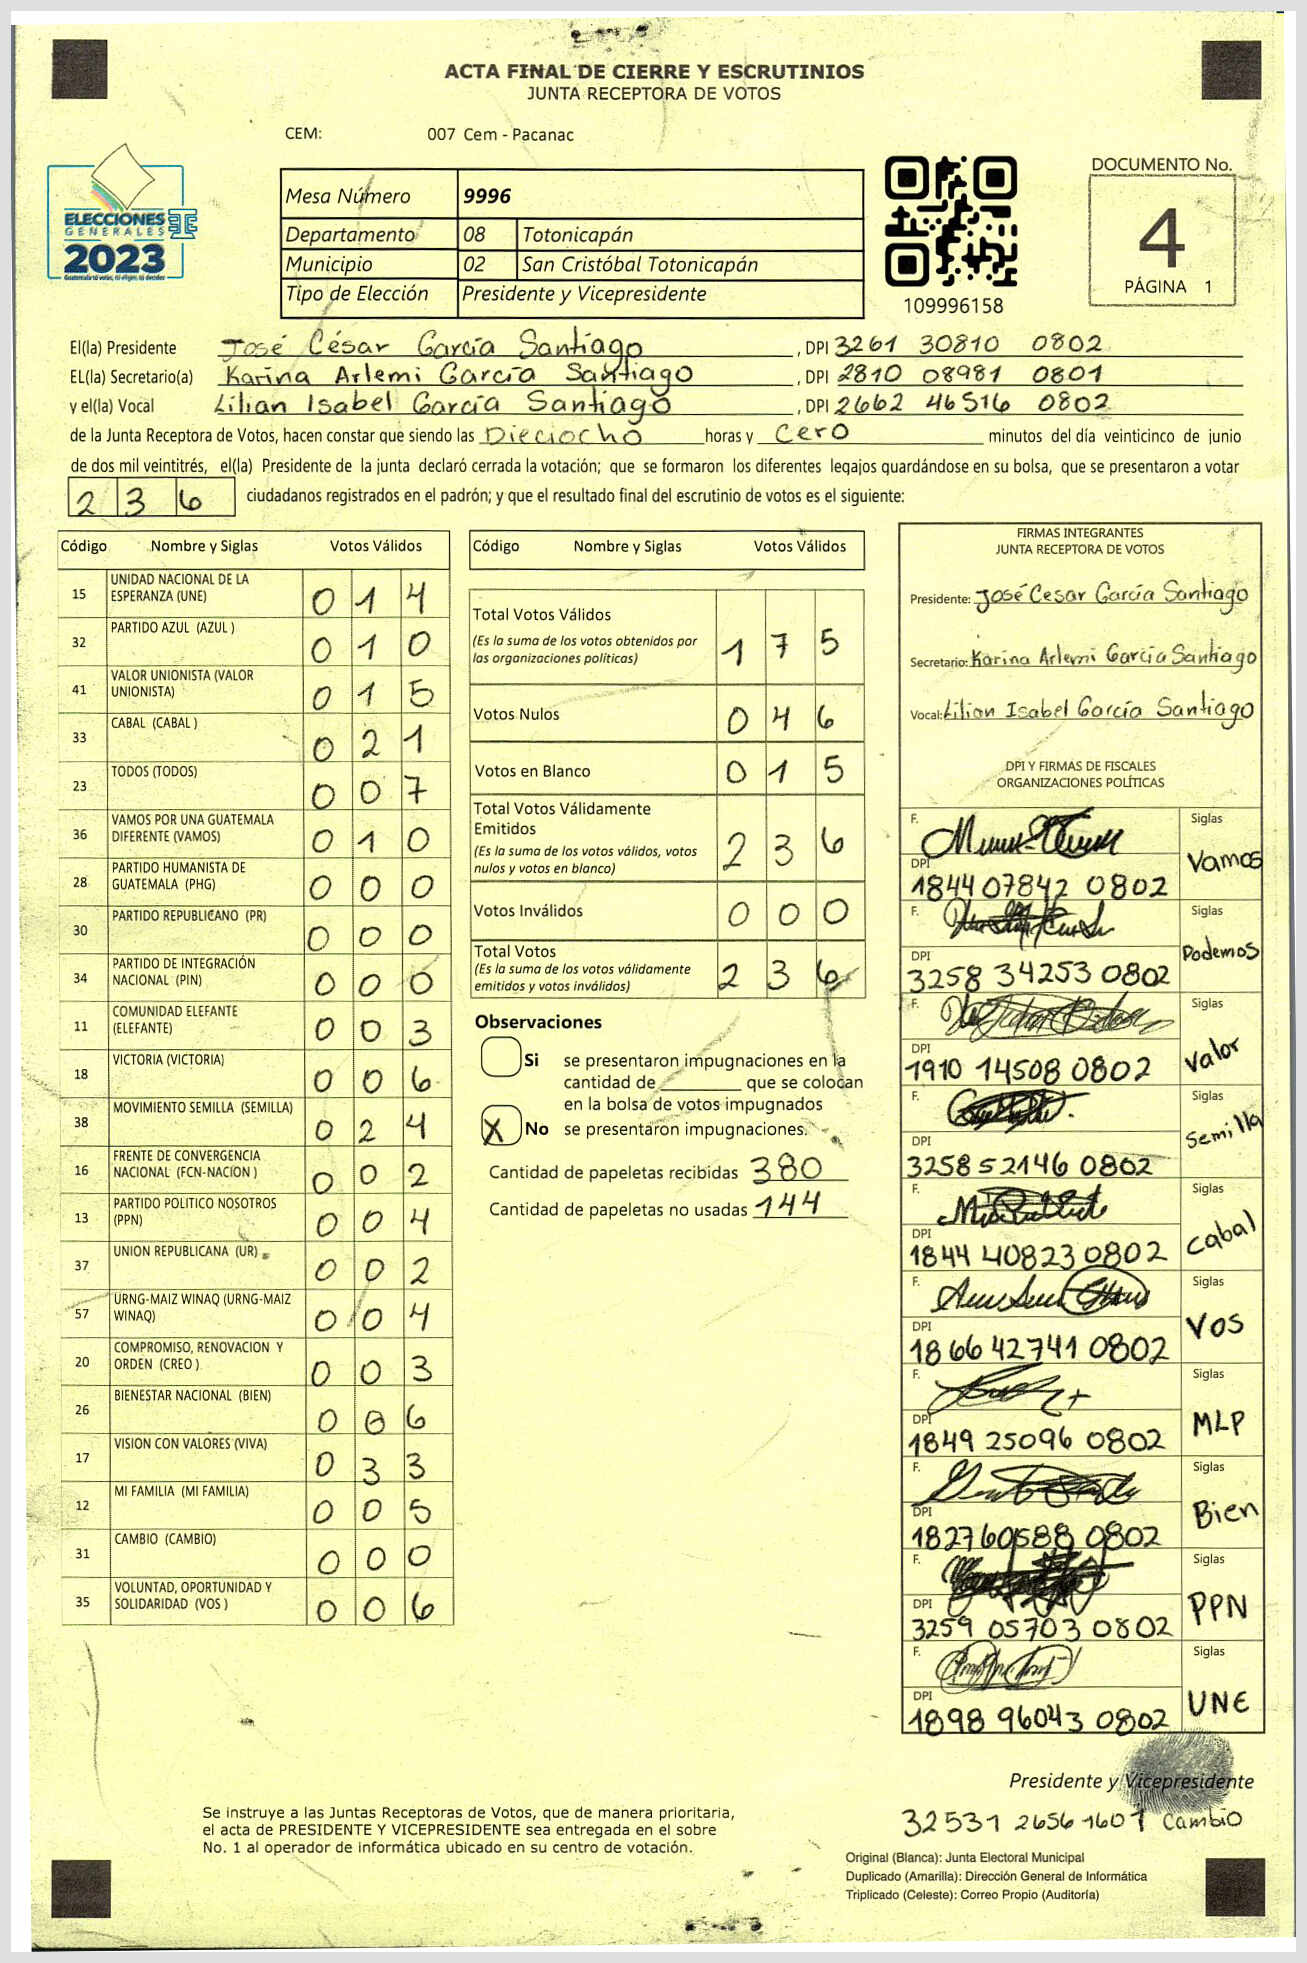 ACTA FINAL DE CIERRE Y ESCRUTINIOS
JUNTA RECEPTORA DE VOTOS
CEM: 007 Cem - Pacanac
ELECCIONES
GENERALES
2023
Guatemala tú votas, tú eliges, tú decides
Mesa Número 9996
Departamento 08 Totonicapán
Municipio 02 San Cristóbal Totonicapán
Tipo de Elección Presidente y Vicepresidente
109996158
DOCUMENTO No.
4
PÁGINA 1
El(la) Presidente José César García Santiago , DPI 3261 30810 0802
EL(la) Secretario(a) Karina Arlemi García Santiago , DPI 2810 08981 0801
y el(la) Vocal Lilian Isabel García Santiago , DPI 2662 46516 0802
de la Junta Receptora de Votos, hacen constar que siendo las Dieciocho horas y cero minutos del día veinticinco de junio
de dos mil veintitrés, el(la) Presidente de la junta declaró cerrada la votación; que se formaron los diferentes legajos guardándose en su bolsa, que se presentaron a votar
2 3 6 ciudadanos registrados en el padrón; y que el resultado final del escrutinio de votos es el siguiente:
Código Nombre y Siglas Votos Válidos
15 UNIDAD NACIONAL DE LA ESPERANZA (UNE) 0 1 4
32 PARTIDO AZUL (AZUL ) 0 1 0
41 VALOR UNIONISTA (VALOR UNIONISTA) 0 1 5
33 CABAL (CABAL ) 0 2 1
23 TODOS (TODOS) 0 0 7
36 VAMOS POR UNA GUATEMALA DIFERENTE (VAMOS) 0 1 0
28 PARTIDO HUMANISTA DE GUATEMALA (PHG) 0 0 0
30 PARTIDO REPUBLICANO (PR) 0 0 0
34 PARTIDO DE INTEGRACIÓN NACIONAL (PIN) 0 0 0
11 COMUNIDAD ELEFANTE (ELEFANTE) 0 0 3
18 VICTORIA (VICTORIA) 0 0 6
38 MOVIMIENTO SEMILLA (SEMILLA) 0 2 4
16 FRENTE DE CONVERGENCIA NACIONAL (FCN-NACION ) 0 0 2
13 PARTIDO POLITICO NOSOTROS (PPN) 0 0 4
37 UNION REPUBLICANA (UR) 0 0 2
57 URNG-MAIZ WINAQ (URNG-MAIZ WINAQ) 0 0 4
20 COMPROMISO, RENOVACION Y ORDEN (CREO ) 0 0 3
26 BIENESTAR NACIONAL (BIEN) 0 0 6
17 VISION CON VALORES (VIVA) 0 3 3
12 MI FAMILIA (MI FAMILIA) 0 0 5
31 CAMBIO (CAMBIO) 0 0 0
35 VOLUNTAD, OPORTUNIDAD Y SOLIDARIDAD (VOS ) 0 0 6
Código Nombre y Siglas Votos Válidos
Total Votos Válidos
(Es la suma de los votos obtenidos por
las organizaciones políticas) 1 7 5
Votos Nulos 0 4 6
Votos en Blanco 0 1 5
Total Votos Válidamente
Emitidos
(Es la suma de los votos válidos, votos
nulos y votos en blanco) 2 3 6
Votos Inválidos 0 0 0
Total Votos
(Es la suma de los votos válidamente
emitidos y votos inválidos) 2 3 6
Observaciones
Si se presentaron impugnaciones en la
cantidad de ________ que se colocan
en la bolsa de votos impugnados
X No se presentaron impugnaciones.
Cantidad de papeletas recibidas 380
Cantidad de papeletas no usadas 144
FIRMAS INTEGRANTES
JUNTA RECEPTORA DE VOTOS
Presidente: José Cesar García Santiago
Secretario: Karina Arlemi García Santiago
Vocal: Lilian Isabel García Santiago
DPI Y FIRMAS DE FISCALES
ORGANIZACIONES POLÍTICAS
F. Siglas
DPI 1844 07842 0802 Vamos
F. Siglas
DPI 3258 34253 0802 Podemos
F. Siglas
DPI 1910 14508 0802 Valor
F. Siglas
DPI 3258 52146 0802 Semilla
F. Siglas
DPI 1844 40823 0802 Cabal
F. Siglas
DPI 1866 42741 0802 VOS
F. Siglas
DPI 1849 25096 0802 MLP
F. Siglas
DPI 1827 60588 0802 Bien
F. Siglas
DPI 3259 05703 0802 PPN
F. Siglas
DPI 1898 96043 0802 UNE
Presidente y Vicepresidente
32531 2656 1607 Cambio
Se instruye a las Juntas Receptoras de Votos, que de manera prioritaria,
el acta de PRESIDENTE Y VICEPRESIDENTE sea entregada en el sobre
No. 1 al operador de informática ubicado en su centro de votación.
Original (Blanca): Junta Electoral Municipal
Duplicado (Amarilla): Dirección General de Informática
Triplicado (Celeste): Correo Propio (Auditoría)